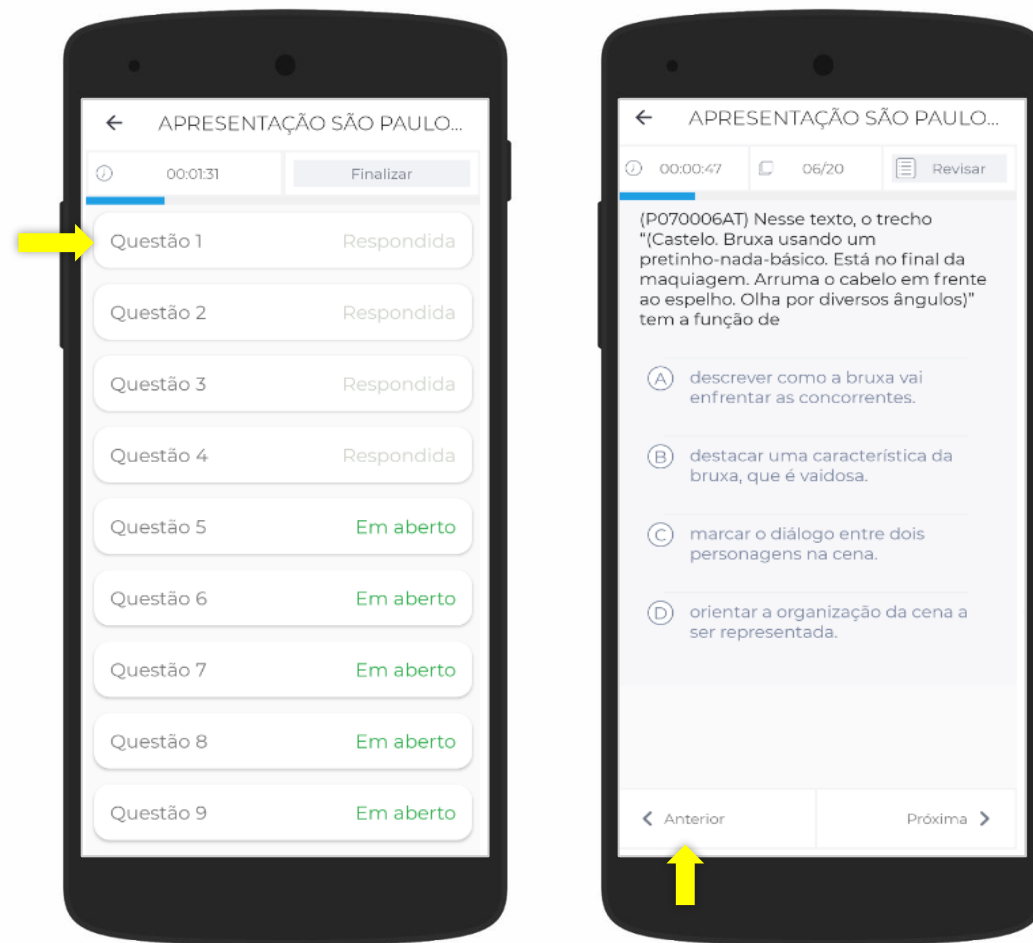 APRESENTAÇÃO SÃO PAULO...
00:01:31 Finalizar
Questão 1 Respondida
Questão 2 Respondida
Questão 3 Respondida
Questão 4 Respondida
Questão 5 Em aberto
Questão 6 Em aberto
Questão 7 Em aberto
Questão 8 Em aberto
Questão 9 Em aberto
APRESENTAÇÃO SÃO PAULO...
00:00:47 06/20 Revisar
(P070006AT) Nesse texto, o trecho
"(Castelo. Bruxa usando um
pretinho-nada-básico. Está no final da
maquiagem. Arruma o cabelo em frente
ao espelho. Olha por diversos ângulos)"
tem a função de
A descrever como a bruxa vai
enfrentar as concorrentes.
B destacar uma característica da
bruxa, que é vaidosa.
C marcar o diálogo entre dois
personagens na cena.
D orientar a organização da cena a
ser representada.
Anterior Próxima